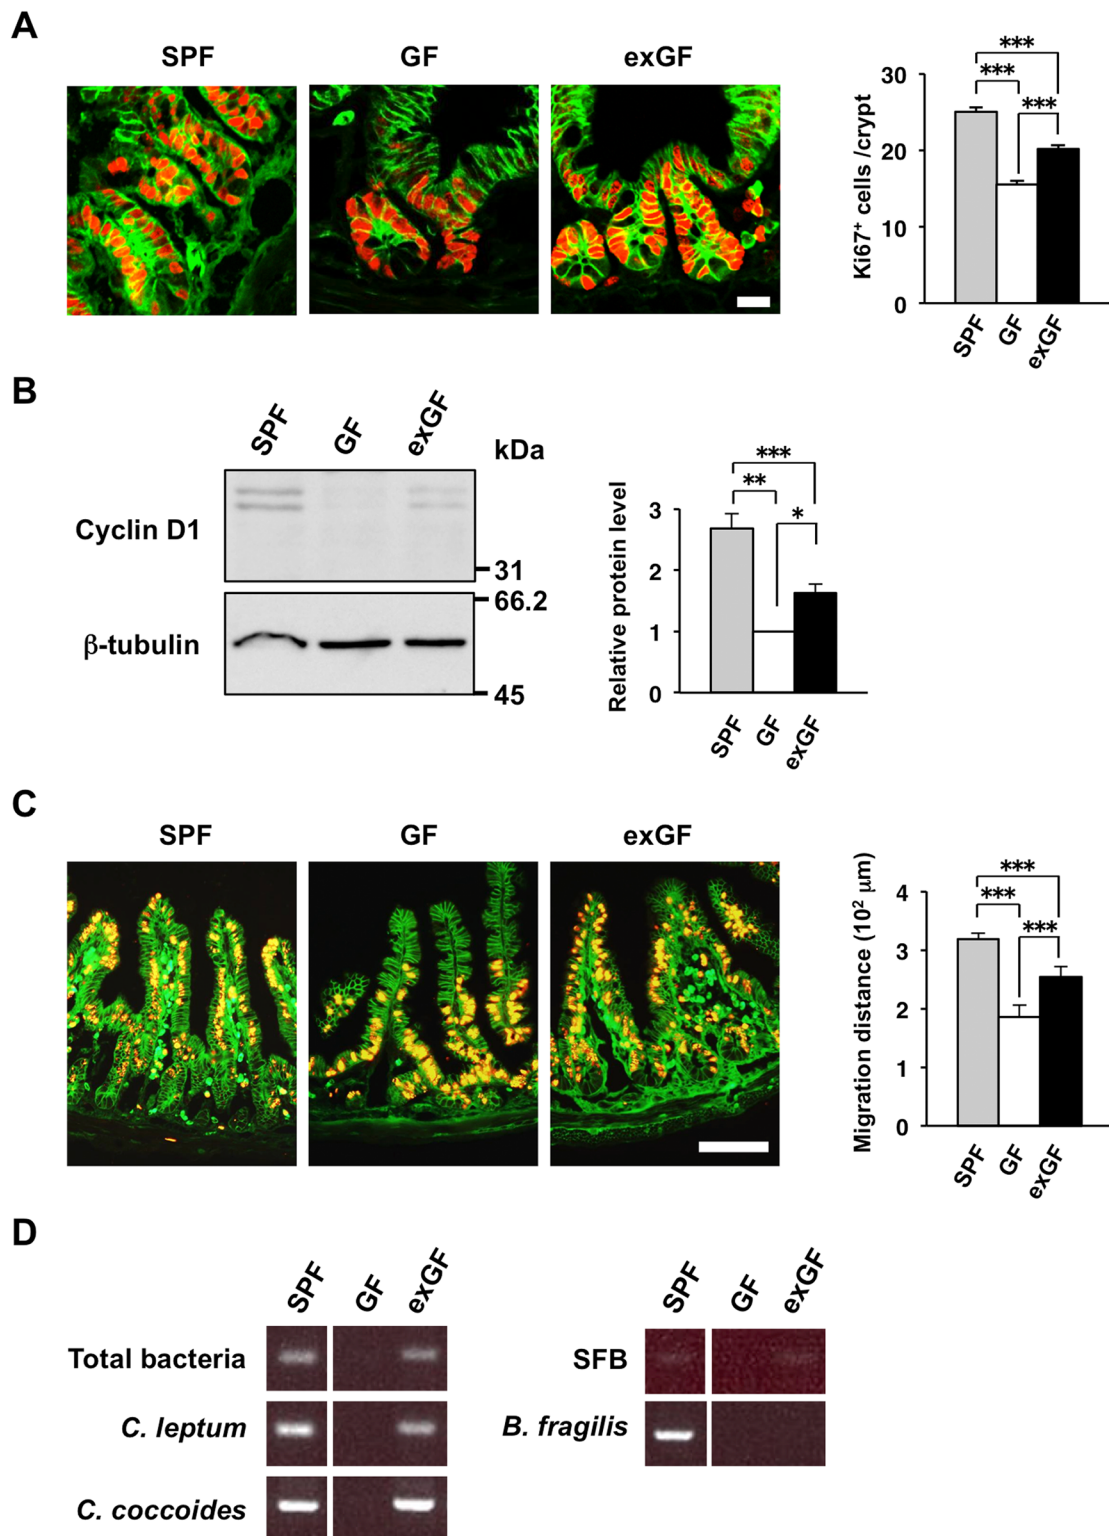 A
SPF GF exGF
*** *** ***
Ki67+ cells /crypt
30
20
10
0
SPF GF exGF
B
SPF GF exGF
kDa
Cyclin D1
31
66.2
β-tubulin
45
*** ** *
Relative protein level
3
2
1
0
SPF GF exGF
C
SPF GF exGF
*** *** ***
Migration distance (10² μm)
4
3
2
1
0
SPF GF exGF
D
SPF GF exGF
Total bacteria
C. leptum
C. coccoides
SPF GF exGF
SFB
B. fragilis